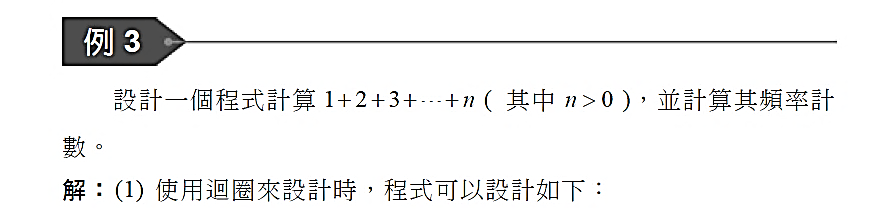 例 3
設計一個程式計算 1+2+3+⋯+n ( 其中 n > 0 )，並計算其頻率計
數。
解：(1) 使用迴圈來設計時，程式可以設計如下：